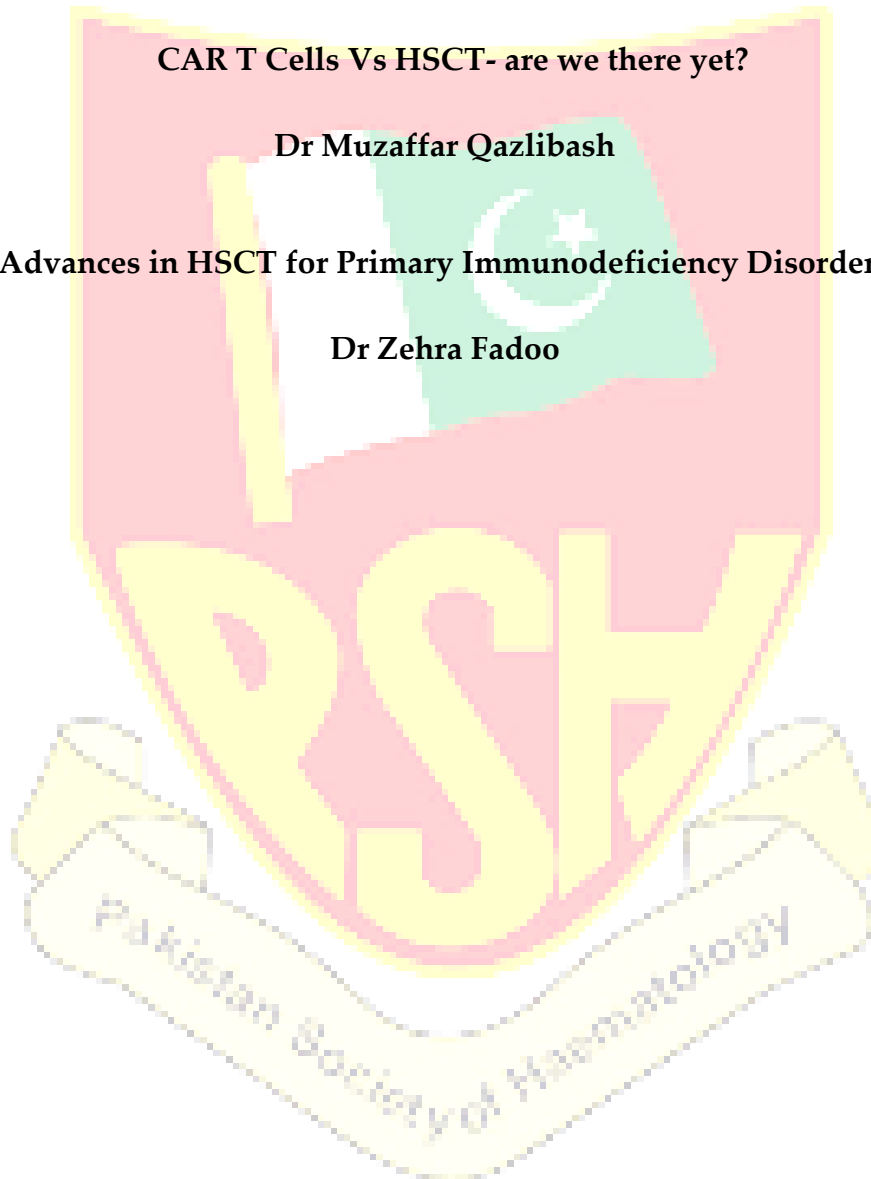 CAR T Cells Vs HSCT- are we there yet?
Dr Muzaffar Qazlibash
Advances in HSCT for Primary Immunodeficiency Disorder
Dr Zehra Fadoo
PSH
Pakistan Society of Haematology